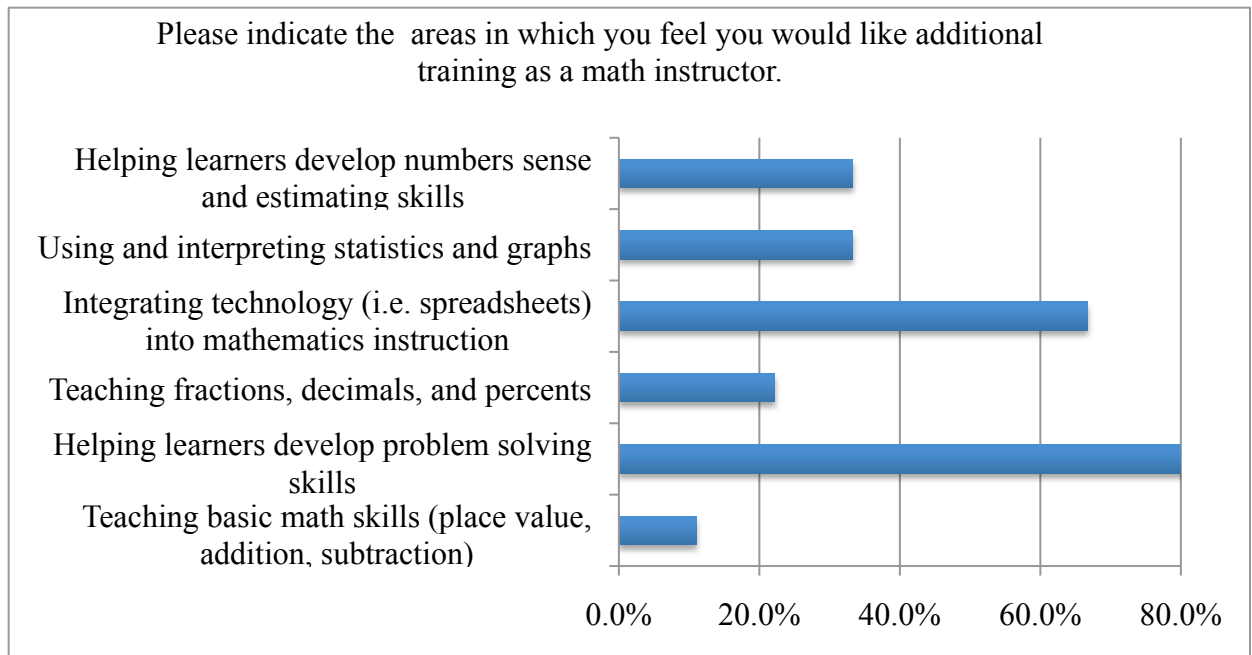 Please indicate the areas in which you feel you would like additional
training as a math instructor.
Helping learners develop numbers sense
and estimating skills
Using and interpreting statistics and graphs
Integrating technology (i.e. spreadsheets)
into mathematics instruction
Teaching fractions, decimals, and percents
Helping learners develop problem solving
skills
Teaching basic math skills (place value,
addition, subtraction)
0.0% 20.0% 40.0% 60.0% 80.0%